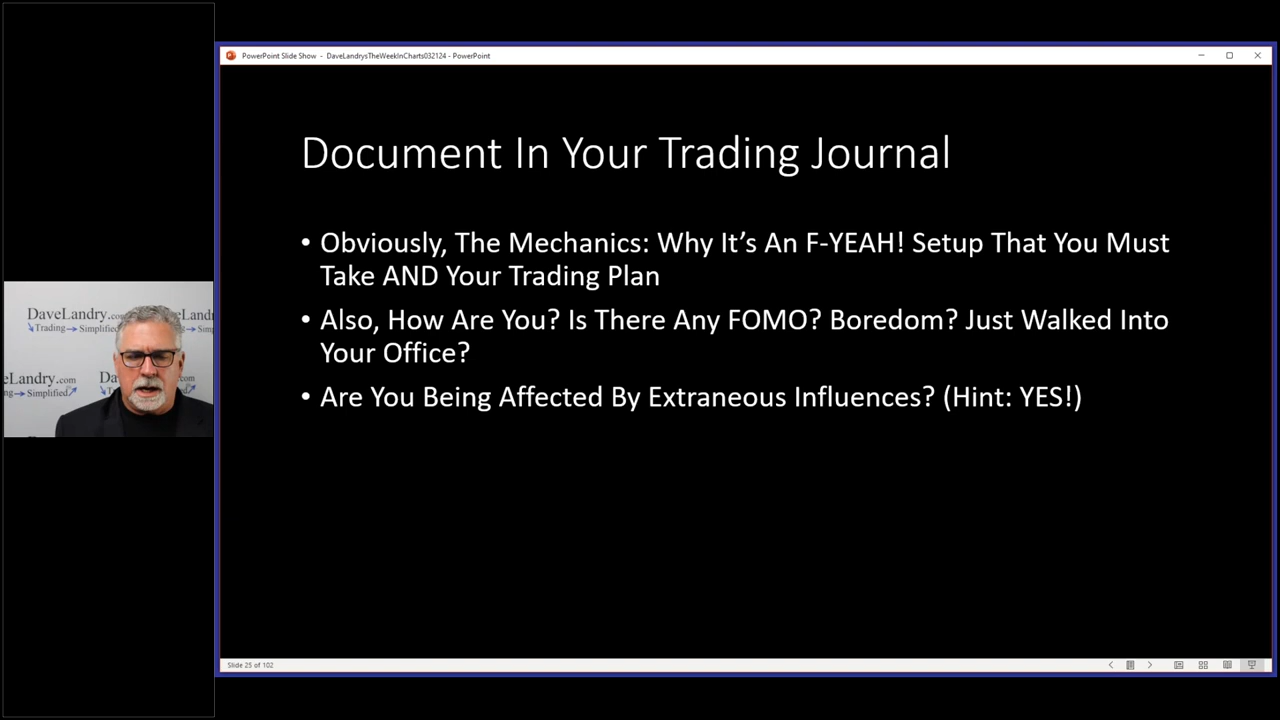 PowerPoint Slide Show - DaveLandrysTheWeekInCharts032124 - PowerPoint
Document In Your Trading Journal
• Obviously, The Mechanics: Why It's An F-YEAH! Setup That You Must
Take AND Your Trading Plan
• Also, How Are You? Is There Any FOMO? Boredom? Just Walked Into
Your Office?
• Are You Being Affected By Extraneous Influences? (Hint: YES!)
DaveLandry.com
Trading Simplified
Landry.com
Simplified
Slide 25 of 102